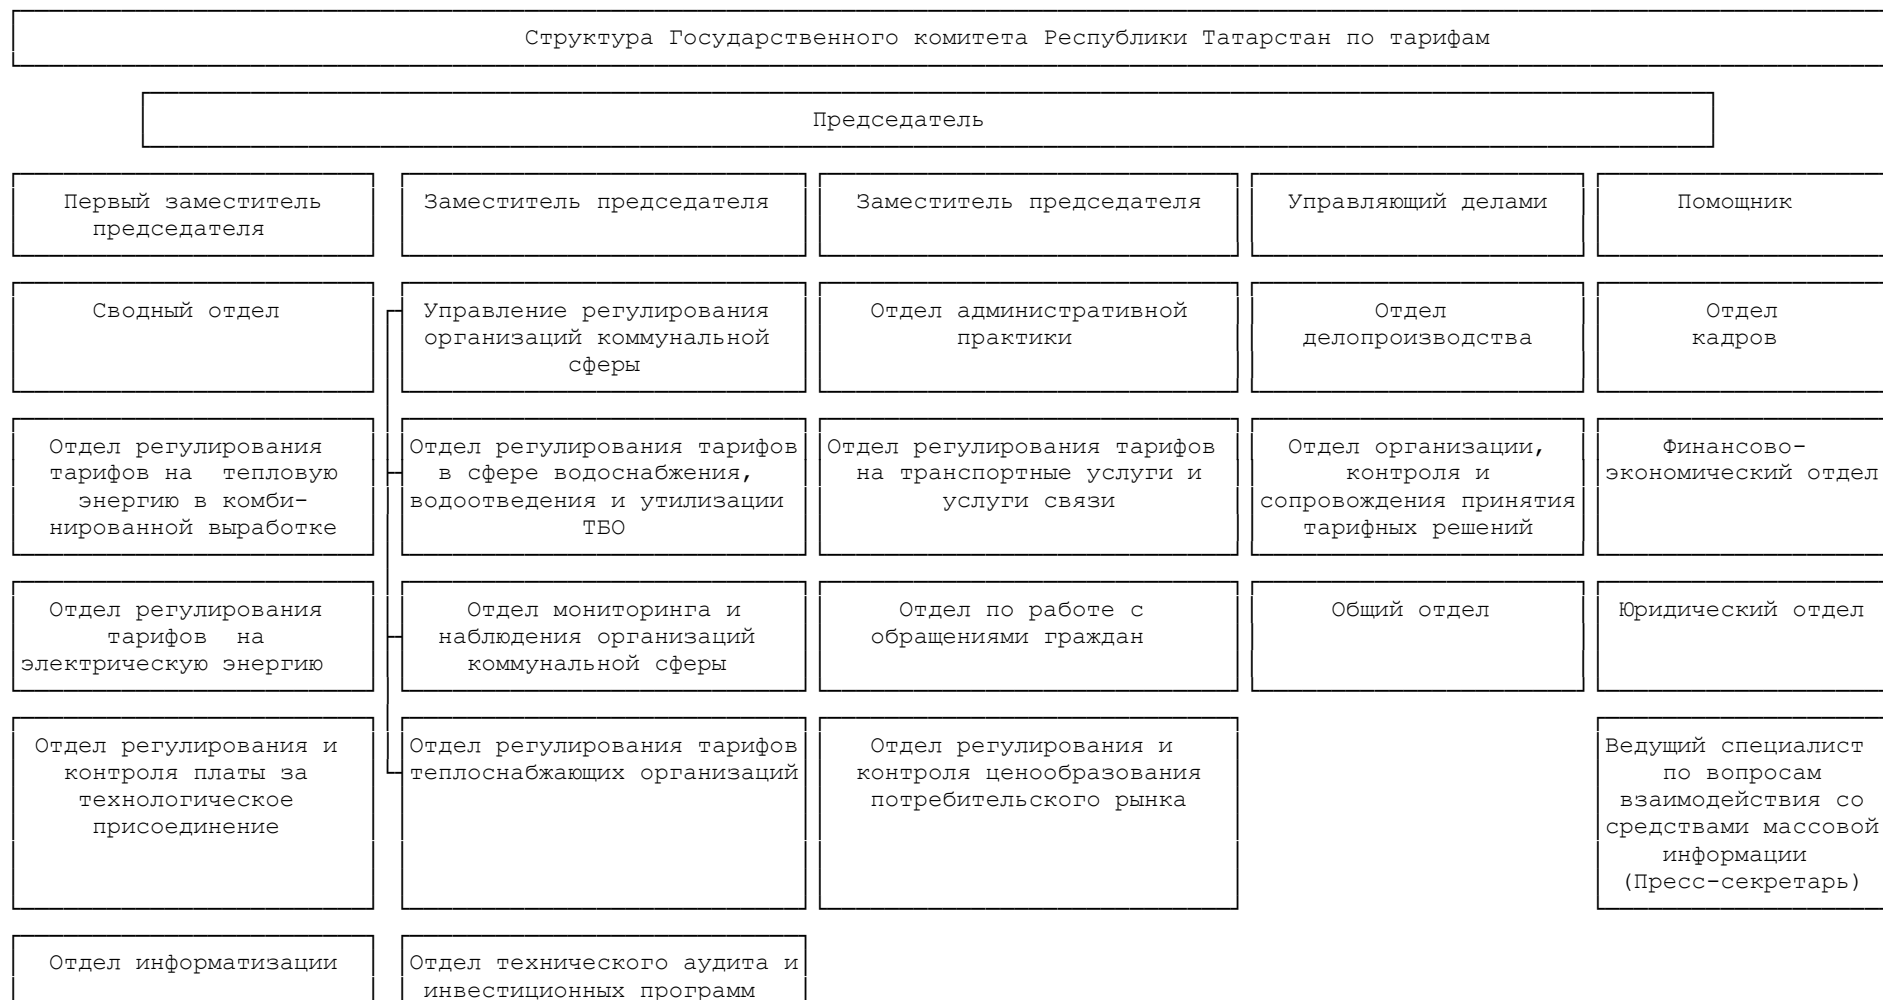 Структура Государственного комитета Республики Татарстан по тарифам
Председатель
Первый заместитель
председателя
Заместитель председателя
Заместитель председателя
Управляющий делами
Помощник
Сводный отдел
Управление регулирования
организаций коммунальной
сферы
Отдел административной
практики
Отдел
делопроизводства
Отдел
кадров
Отдел регулирования
тарифов на тепловую
энергию в комби-
нированной выработке
Отдел регулирования тарифов
в сфере водоснабжения,
водоотведения и утилизации
ТБО
Отдел регулирования тарифов
на транспортные услуги и
услуги связи
Отдел организации,
контроля и
сопровождения принятия
тарифных решений
Финансово-
экономический отдел
Отдел регулирования
тарифов на
электрическую энергию
Отдел мониторинга и
наблюдения организаций
коммунальной сферы
Отдел по работе с
обращениями граждан
Общий отдел
Юридический отдел
Отдел регулирования и
контроля платы за
технологическое
присоединение
Отдел регулирования тарифов
теплоснабжающих организаций
Отдел регулирования и
контроля ценообразования
потребительского рынка
Ведущий специалист
по вопросам
взаимодействия со
средствами массовой
информации
(Пресс-секретарь)
Отдел информатизации
Отдел технического аудита и
инвестиционных программ